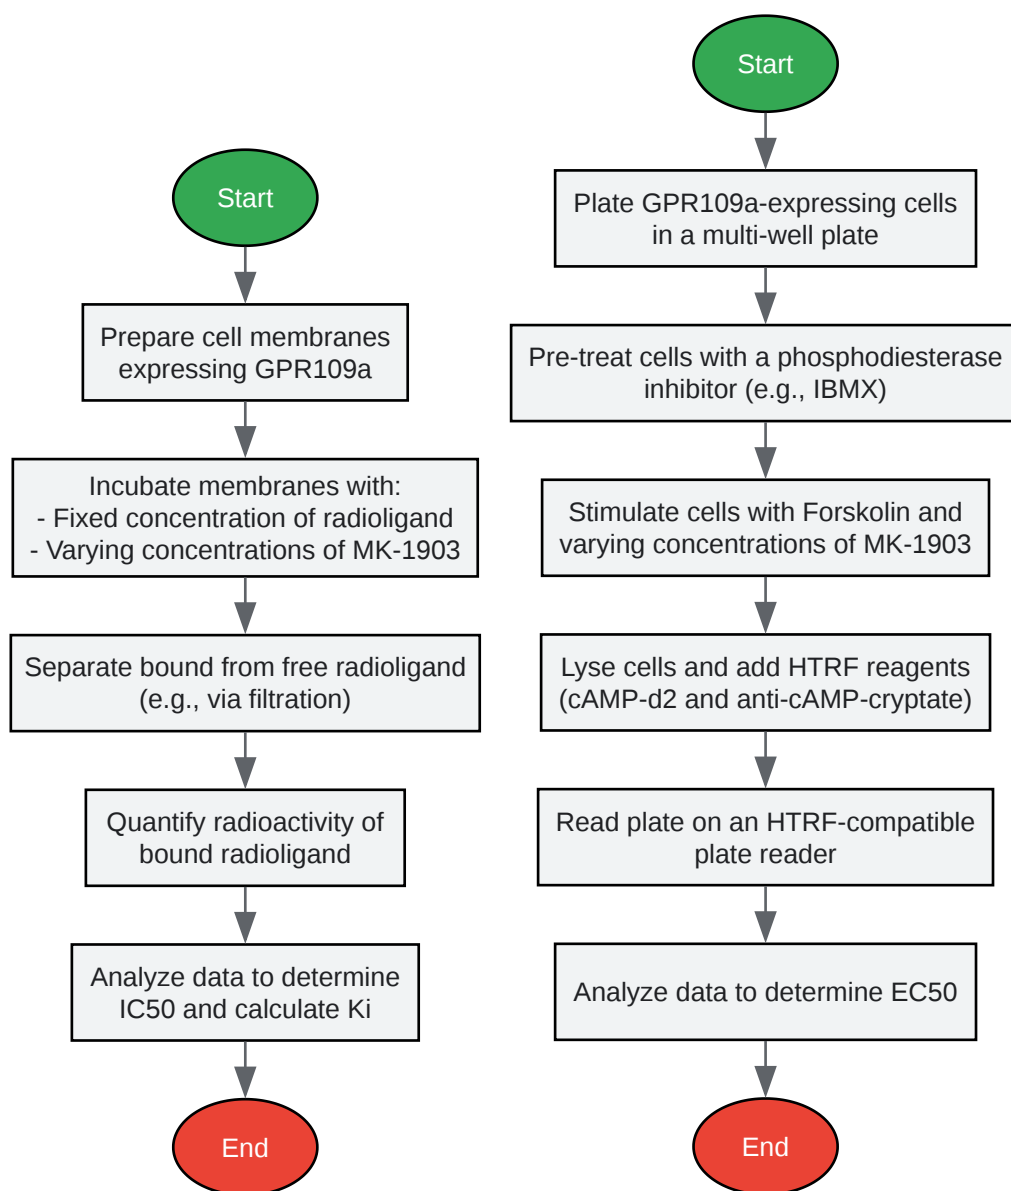 Start
Prepare cell membranes
expressing GPR109a
Incubate membranes with:
- Fixed concentration of radioligand
- Varying concentrations of MK-1903
Separate bound from free radioligand
(e.g., via filtration)
Quantify radioactivity of
bound radioligand
Analyze data to determine
IC50 and calculate Ki
End
Start
Plate GPR109a-expressing cells
in a multi-well plate
Pre-treat cells with a phosphodiesterase
inhibitor (e.g., IBMX)
Stimulate cells with Forskolin and
varying concentrations of MK-1903
Lyse cells and add HTRF reagents
(cAMP-d2 and anti-cAMP-cryptate)
Read plate on an HTRF-compatible
plate reader
Analyze data to determine EC50
End